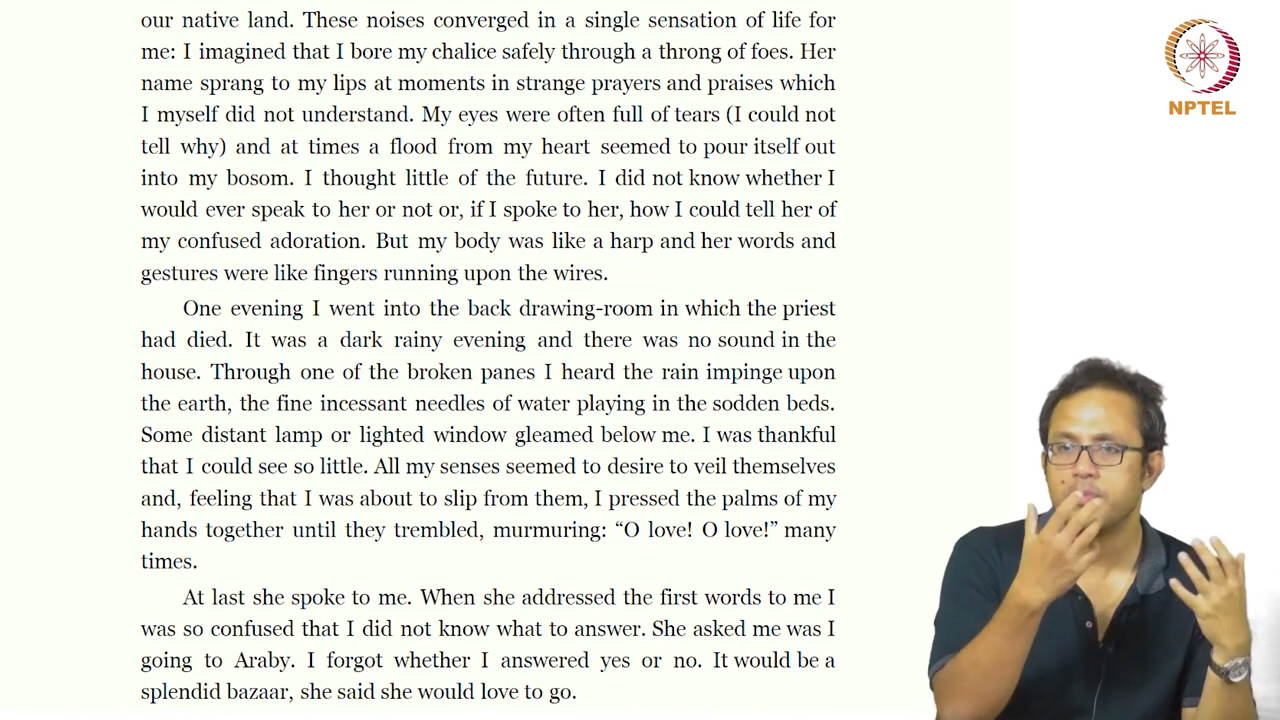 our native land. These noises converged in a single sensation of life for
me: I imagined that I bore my chalice safely through a throng of foes. Her
name sprang to my lips at moments in strange prayers and praises which
I myself did not understand. My eyes were often full of tears (I could not
tell why) and at times a flood from my heart seemed to pour itself out
into my bosom. I thought little of the future. I did not know whether I
would ever speak to her or not or, if I spoke to her, how I could tell her of
my confused adoration. But my body was like a harp and her words and
gestures were like fingers running upon the wires.
One evening I went into the back drawing-room in which the priest
had died. It was a dark rainy evening and there was no sound in the
house. Through one of the broken panes I heard the rain impinge upon
the earth, the fine incessant needles of water playing in the sodden beds.
Some distant lamp or lighted window gleamed below me. I was thankful
that I could see so little. All my senses seemed to desire to veil themselves
and, feeling that I was about to slip from them, I pressed the palms of my
hands together until they trembled, murmuring: “O love! O love!” many
times.
At last she spoke to me. When she addressed the first words to me I
was so confused that I did not know what to answer. She asked me was I
going to Araby. I forgot whether I answered yes or no. It would be a
splendid bazaar, she said she would love to go.
NPTEL